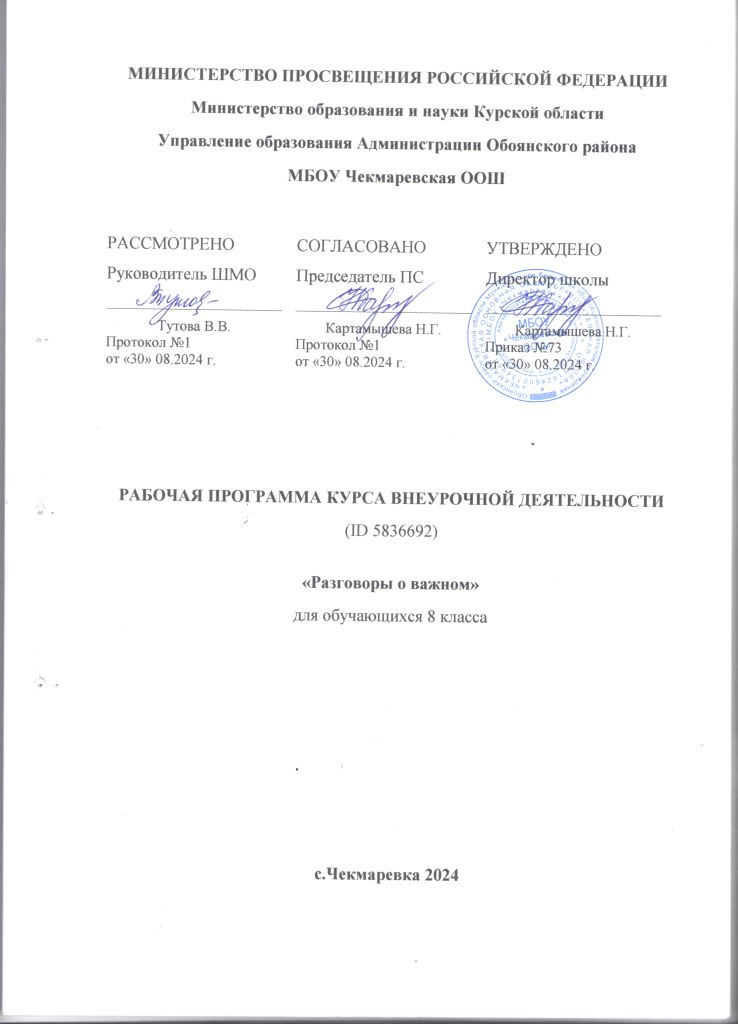 МИНИСТЕРСТВО ПРОСВЕЩЕНИЯ РОССИЙСКОЙ ФЕДЕРАЦИИ
Министерство образования и науки Курской области
Управление образования Администрации Обоянского района
МБОУ Чекмаревская ООШ
РАССМОТРЕНО
Руководитель ШМО
Тутова В.В.
Протокол №1
от «30» 08.2024 г.
СОГЛАСОВАНО
Председатель ПС
Картамышева Н.Г.
Протокол №1
от «30» 08.2024 г.
УТВЕРЖДЕНО
Директор школы
Картамышева Н.Г.
Приказ №73
от «30» 08.2024 г.
МБОУ
РАБОЧАЯ ПРОГРАММА КУРСА ВНЕУРОЧНОЙ ДЕЯТЕЛЬНОСТИ
(ID 5836692)
«Разговоры о важном»
для обучающихся 8 класса
с.Чекмаревка 2024